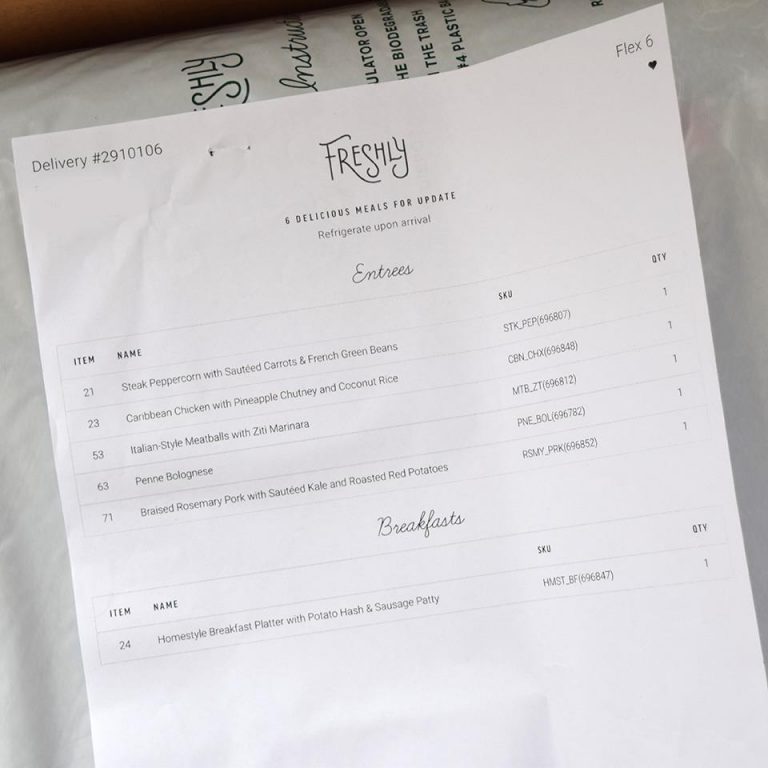 SHLY
Instruc
ULATOR OPEN
HE BIODEGRADA
THE TRASH
#4 PLASTIC
R
Delivery #2910106
Flex 6
FRESHLY
6 DELICIOUS MEALS FOR UPDATE
Refrigerate upon arrival
Entrees
ITEM NAME SKU QTY
21 Steak Peppercorn with Sautéed Carrots & French Green Beans STK_PEP(696807) 1
23 Caribbean Chicken with Pineapple Chutney and Coconut Rice CBN_CHX(696848) 1
53 Italian-Style Meatballs with Ziti Marinara MTB_ZT(696812) 1
63 Penne Bolognese PNE_BOL(696782) 1
71 Braised Rosemary Pork with Sautéed Kale and Roasted Red Potatoes RSMY_PRK(696852) 1
Breakfasts
ITEM NAME SKU QTY
24 Homestyle Breakfast Platter with Potato Hash & Sausage Patty HMST_BF(696847) 1